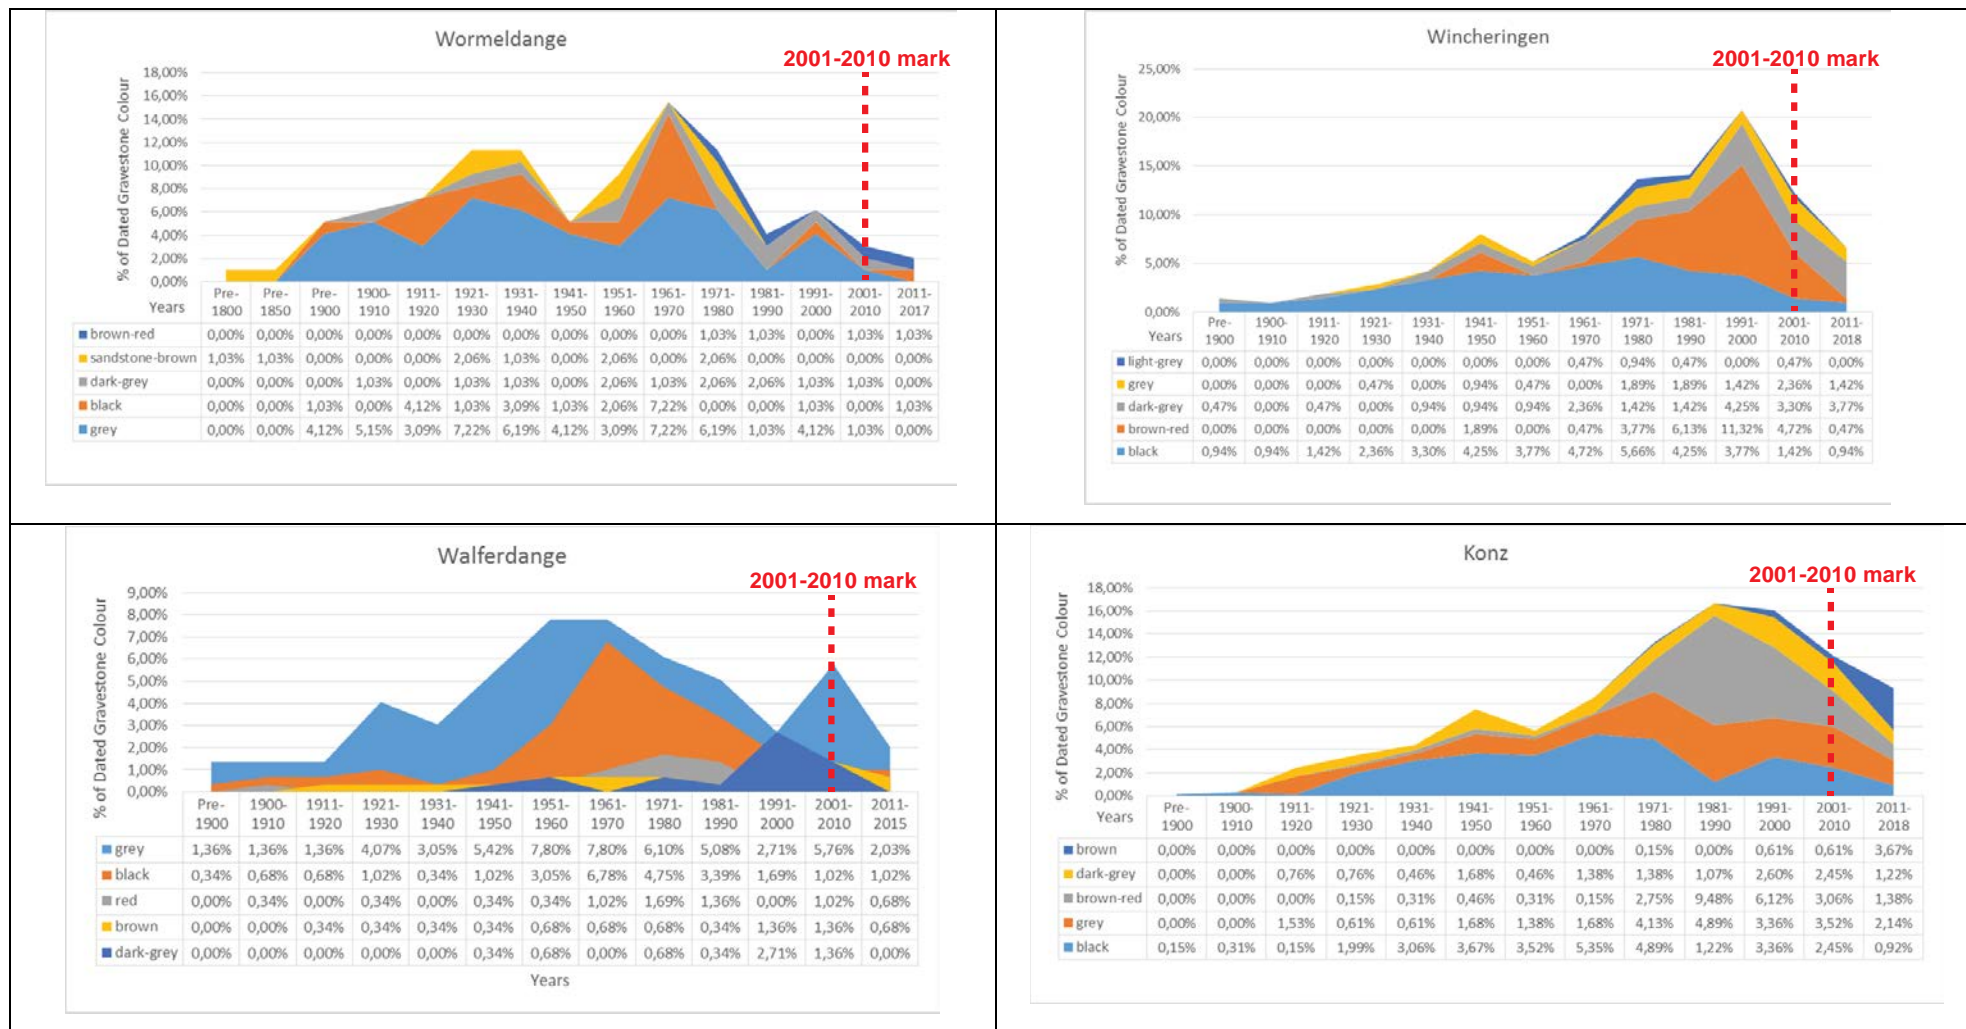 Wormeldange
2001-2010 mark
% of Dated Gravestone Colour
18,00%
16,00%
14,00%
12,00%
10,00%
8,00%
6,00%
4,00%
2,00%
0,00%
Years Pre-1800 Pre-1850 Pre-1900 1900-1910 1911-1920 1921-1930 1931-1940 1941-1950 1951-1960 1961-1970 1971-1980 1981-1990 1991-2000 2001-2010 2011-2017
brown-red 0,00% 0,00% 0,00% 0,00% 0,00% 0,00% 0,00% 0,00% 0,00% 0,00% 1,03% 1,03% 0,00% 1,03% 1,03%
sandstone-brown 1,03% 1,03% 0,00% 0,00% 0,00% 2,06% 1,03% 0,00% 2,06% 0,00% 2,06% 0,00% 0,00% 0,00% 0,00%
dark-grey 0,00% 0,00% 0,00% 1,03% 0,00% 1,03% 1,03% 0,00% 2,06% 1,03% 2,06% 2,06% 1,03% 1,03% 0,00%
black 0,00% 0,00% 1,03% 0,00% 4,12% 1,03% 3,09% 1,03% 2,06% 7,22% 0,00% 0,00% 1,03% 0,00% 1,03%
grey 0,00% 0,00% 4,12% 5,15% 3,09% 7,22% 6,19% 4,12% 3,09% 7,22% 6,19% 1,03% 4,12% 1,03% 0,00%
Wincheringen
2001-2010 mark
% of Dated Gravestone Colour
25,00%
20,00%
15,00%
10,00%
5,00%
0,00%
Years Pre-1900 1900-1910 1911-1920 1921-1930 1931-1940 1941-1950 1951-1960 1961-1970 1971-1980 1981-1990 1991-2000 2001-2010 2011-2018
light-grey 0,00% 0,00% 0,00% 0,00% 0,00% 0,00% 0,00% 0,47% 0,94% 0,47% 0,00% 0,47% 0,00%
grey 0,00% 0,00% 0,00% 0,47% 0,00% 0,94% 0,47% 0,00% 1,89% 1,89% 1,42% 2,36% 1,42%
dark-grey 0,47% 0,00% 0,47% 0,00% 0,94% 0,94% 0,94% 2,36% 1,42% 1,42% 4,25% 3,30% 3,77%
brown-red 0,00% 0,00% 0,00% 0,00% 0,00% 1,89% 0,00% 0,47% 3,77% 6,13% 11,32% 4,72% 0,47%
black 0,94% 0,94% 1,42% 2,36% 3,30% 4,25% 3,77% 4,72% 5,66% 4,25% 3,77% 1,42% 0,94%
Walferdange
2001-2010 mark
% of Dated Gravestone Colour
9,00%
8,00%
7,00%
6,00%
5,00%
4,00%
3,00%
2,00%
1,00%
0,00%
Pre-1900 1900-1910 1911-1920 1921-1930 1931-1940 1941-1950 1951-1960 1961-1970 1971-1980 1981-1990 1991-2000 2001-2010 2011-2015
grey 1,36% 1,36% 1,36% 4,07% 3,05% 5,42% 7,80% 7,80% 6,10% 5,08% 2,71% 5,76% 2,03%
black 0,34% 0,68% 0,68% 1,02% 0,34% 1,02% 3,05% 6,78% 4,75% 3,39% 1,69% 1,02% 1,02%
red 0,00% 0,34% 0,00% 0,34% 0,00% 0,34% 0,34% 1,02% 1,69% 1,36% 0,00% 1,02% 0,68%
brown 0,00% 0,00% 0,34% 0,34% 0,34% 0,34% 0,68% 0,68% 0,68% 0,34% 1,36% 1,36% 0,68%
dark-grey 0,00% 0,00% 0,00% 0,00% 0,00% 0,34% 0,68% 0,00% 0,68% 0,34% 2,71% 1,36% 0,00%
Years
Konz
2001-2010 mark
% of Dated Gravestone Colour
18,00%
16,00%
14,00%
12,00%
10,00%
8,00%
6,00%
4,00%
2,00%
0,00%
Years Pre-1900 1900-1910 1911-1920 1921-1930 1931-1940 1941-1950 1951-1960 1961-1970 1971-1980 1981-1990 1991-2000 2001-2010 2011-2018
brown 0,00% 0,00% 0,00% 0,00% 0,00% 0,00% 0,00% 0,00% 0,15% 0,00% 0,61% 0,61% 3,67%
dark-grey 0,00% 0,00% 0,76% 0,76% 0,46% 1,68% 0,46% 1,38% 1,38% 1,07% 2,60% 2,45% 1,22%
brown-red 0,00% 0,00% 0,00% 0,15% 0,31% 0,46% 0,31% 0,15% 2,75% 9,48% 6,12% 3,06% 1,38%
grey 0,00% 0,00% 1,53% 0,61% 0,61% 1,68% 1,38% 1,68% 4,13% 4,89% 3,36% 3,52% 2,14%
black 0,15% 0,31% 0,15% 1,99% 3,06% 3,67% 3,52% 5,35% 4,89% 1,22% 3,36% 2,45% 0,92%